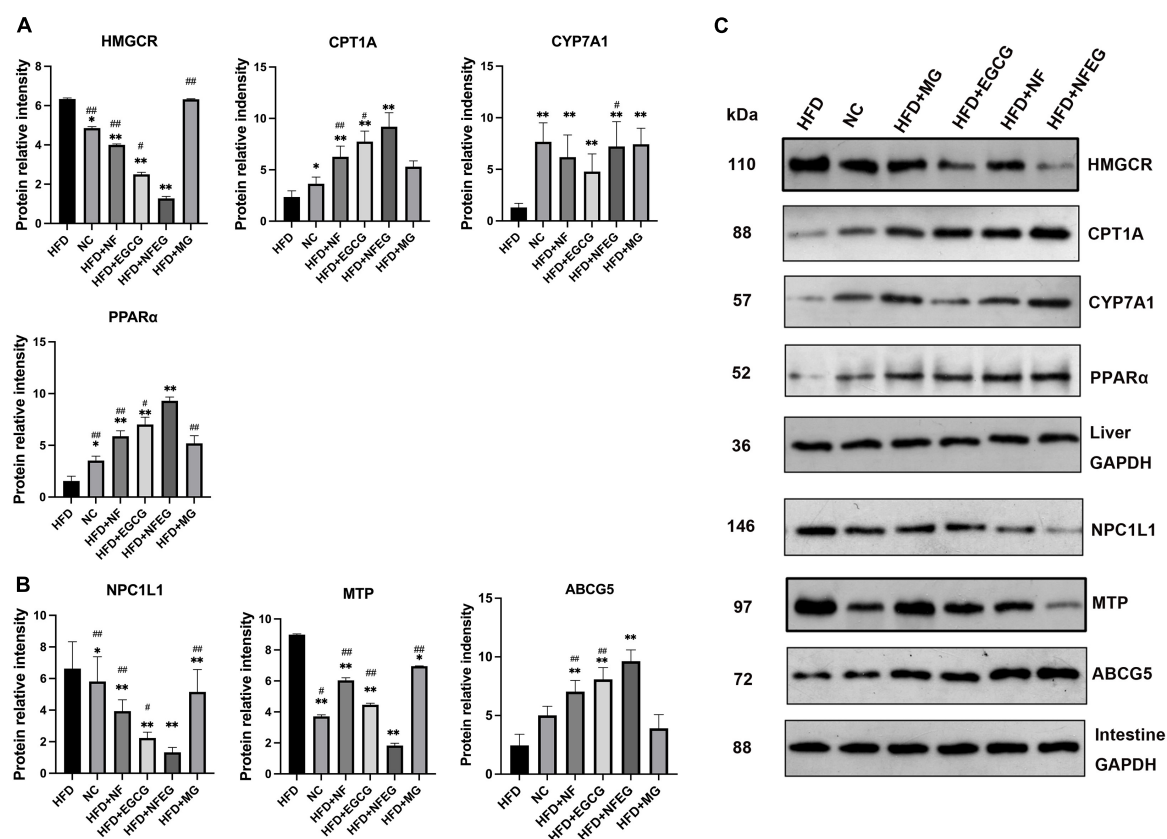 A
HMGCR
Protein relative intensity
8
6
4
2
0
##
*
##
**
#
**
**
##
HFD
NC
HFD+NF
HFD+EGCG
HFD+NFEG
HFD+MG
CPT1A
Protein relative indensity
15
10
5
0
*
##
**
#
**
**
HFD
NC
HFD+NF
HFD+EGCG
HFD+NFEG
HFD+MG
CYP7A1
Protein relative indensity
15
10
5
0
**
**
**
#
**
**
HFD
NC
HFD+NF
HFD+EGCG
HFD+NFEG
HFD+MG
PPARα
Protein relative intensity
15
10
5
0
##
*
##
**
#
**
**
##
HFD
NC
HFD+NF
HFD+EGCG
HFD+NFEG
HFD+MG
B
NPC1L1
Protein relative intensity
10
8
6
4
2
0
##
*
##
**
#
**
**
##
**
HFD
NC
HFD+NF
HFD+EGCG
HFD+NFEG
HFD+MG
MTP
Protein relative intensity
10
8
6
4
2
0
#
**
##
**
##
**
**
##
*
HFD
NC
HFD+NF
HFD+EGCG
HFD+NFEG
HFD+MG
ABCG5
Protein relative indensity
15
10
5
0
##
**
##
**
**
HFD
NC
HFD+NF
HFD+EGCG
HFD+NFEG
HFD+MG
C
kDa
HFD
NC
HFD+MG
HFD+EGCG
HFD+NF
HFD+NFEG
110 HMGCR
88 CPT1A
57 CYP7A1
52 PPARα
36 Liver
GAPDH
146 NPC1L1
97 MTP
72 ABCG5
88 Intestine
GAPDH